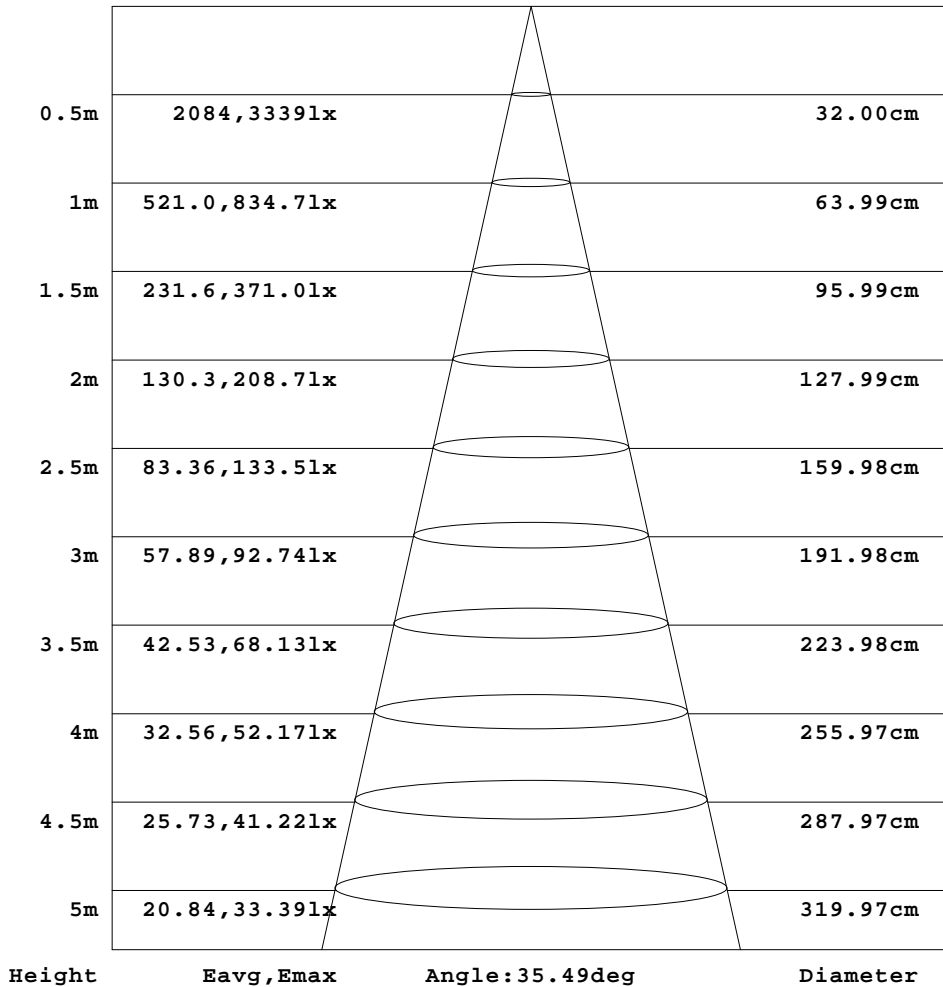 0.5m 2084,3339lx 32.00cm
1m 521.0,834.7lx 63.99cm
1.5m 231.6,371.0lx 95.99cm
2m 130.3,208.7lx 127.99cm
2.5m 83.36,133.5lx 159.98cm
3m 57.89,92.74lx 191.98cm
3.5m 42.53,68.13lx 223.98cm
4m 32.56,52.17lx 255.97cm
4.5m 25.73,41.22lx 287.97cm
5m 20.84,33.39lx 319.97cm
Height Eavg,Emax Angle:35.49deg Diameter